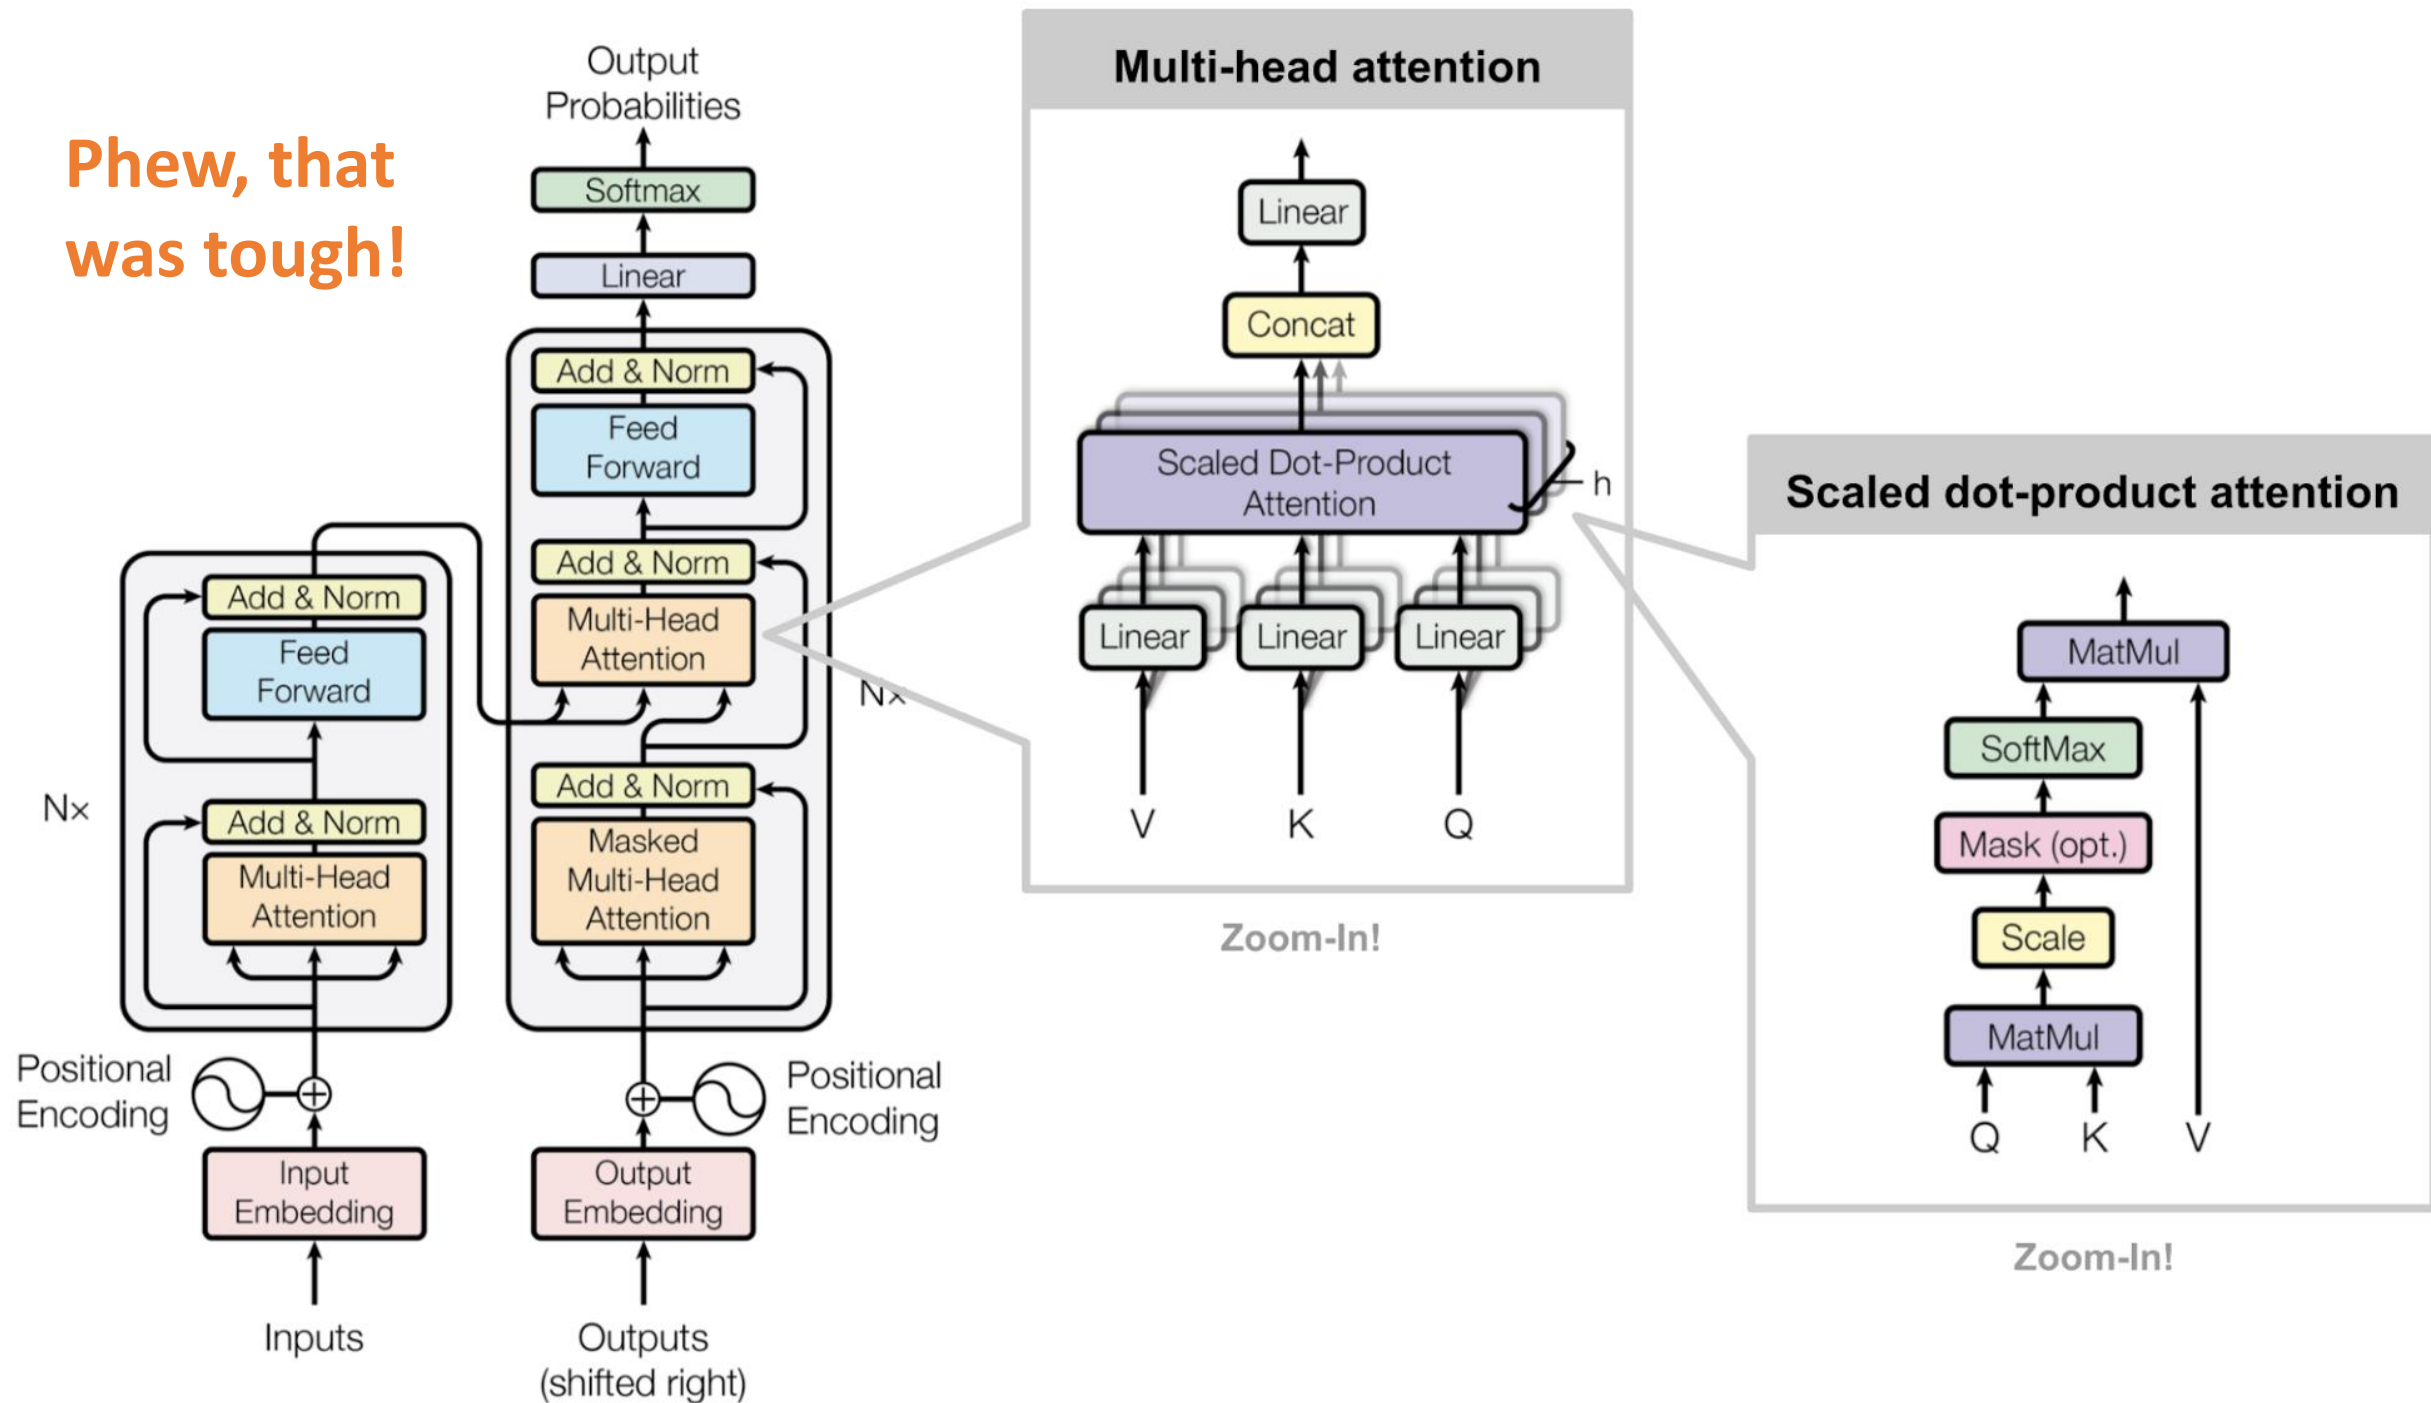 Phew, that
was tough!
Output
Probabilities
Softmax
Linear
Add & Norm
Feed
Forward
Add & Norm
Multi-Head
Attention
Nx
Add & Norm
Masked
Multi-Head
Attention
Positional
Encoding
Output
Embedding
Outputs
(shifted right)
Add & Norm
Feed
Forward
Nx
Add & Norm
Multi-Head
Attention
Positional
Encoding
Input
Embedding
Inputs
Multi-head attention
Linear
Concat
Scaled Dot-Product
Attention
h
Linear
Linear
Linear
V
K
Q
Zoom-In!
Scaled dot-product attention
MatMul
SoftMax
Mask (opt.)
Scale
MatMul
Q
K
V
Zoom-In!